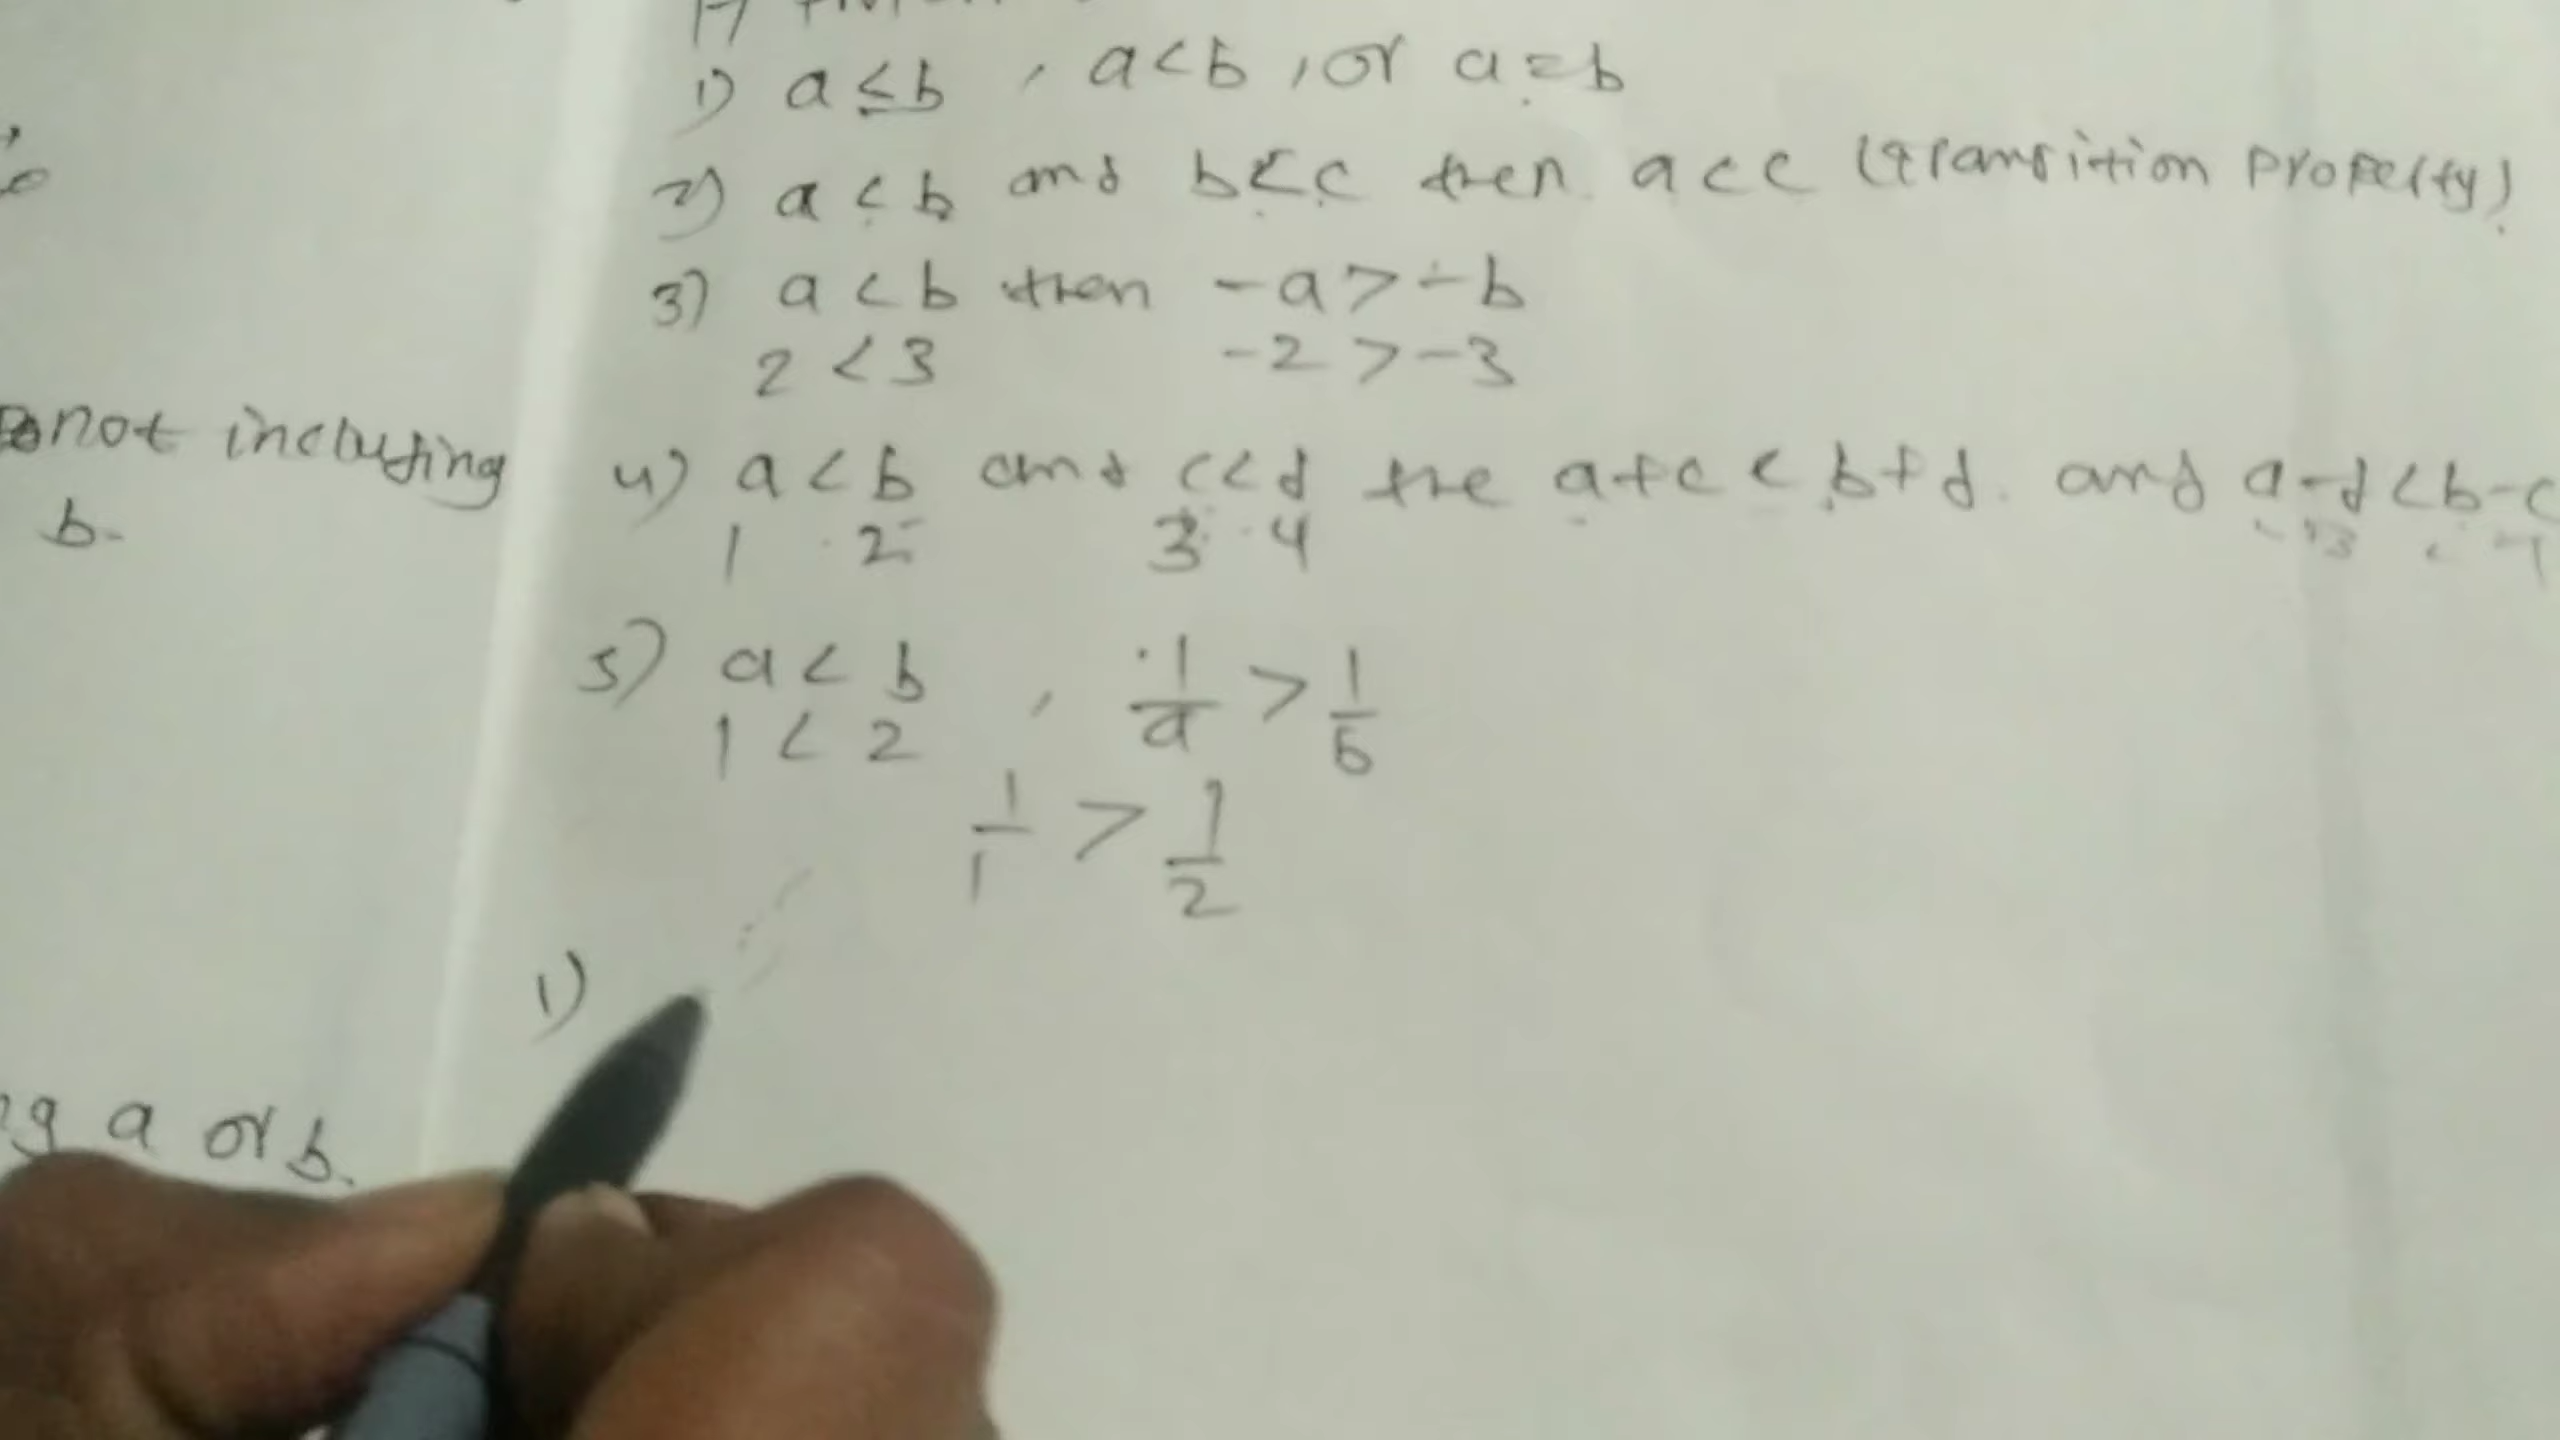 1) a ≤ b , a < b , or a = b
2) a < b and b < c then a < c (transition property)
3) a < b then -a > -b
2 < 3 -2 > -3
4) a < b and c < d the a + c < b + d. and a - d < b - c
1 2 3 4
5) a < b , 1/a > 1/b
1 < 2
1/1 > 1/2
1)
not including
b.
a or b.